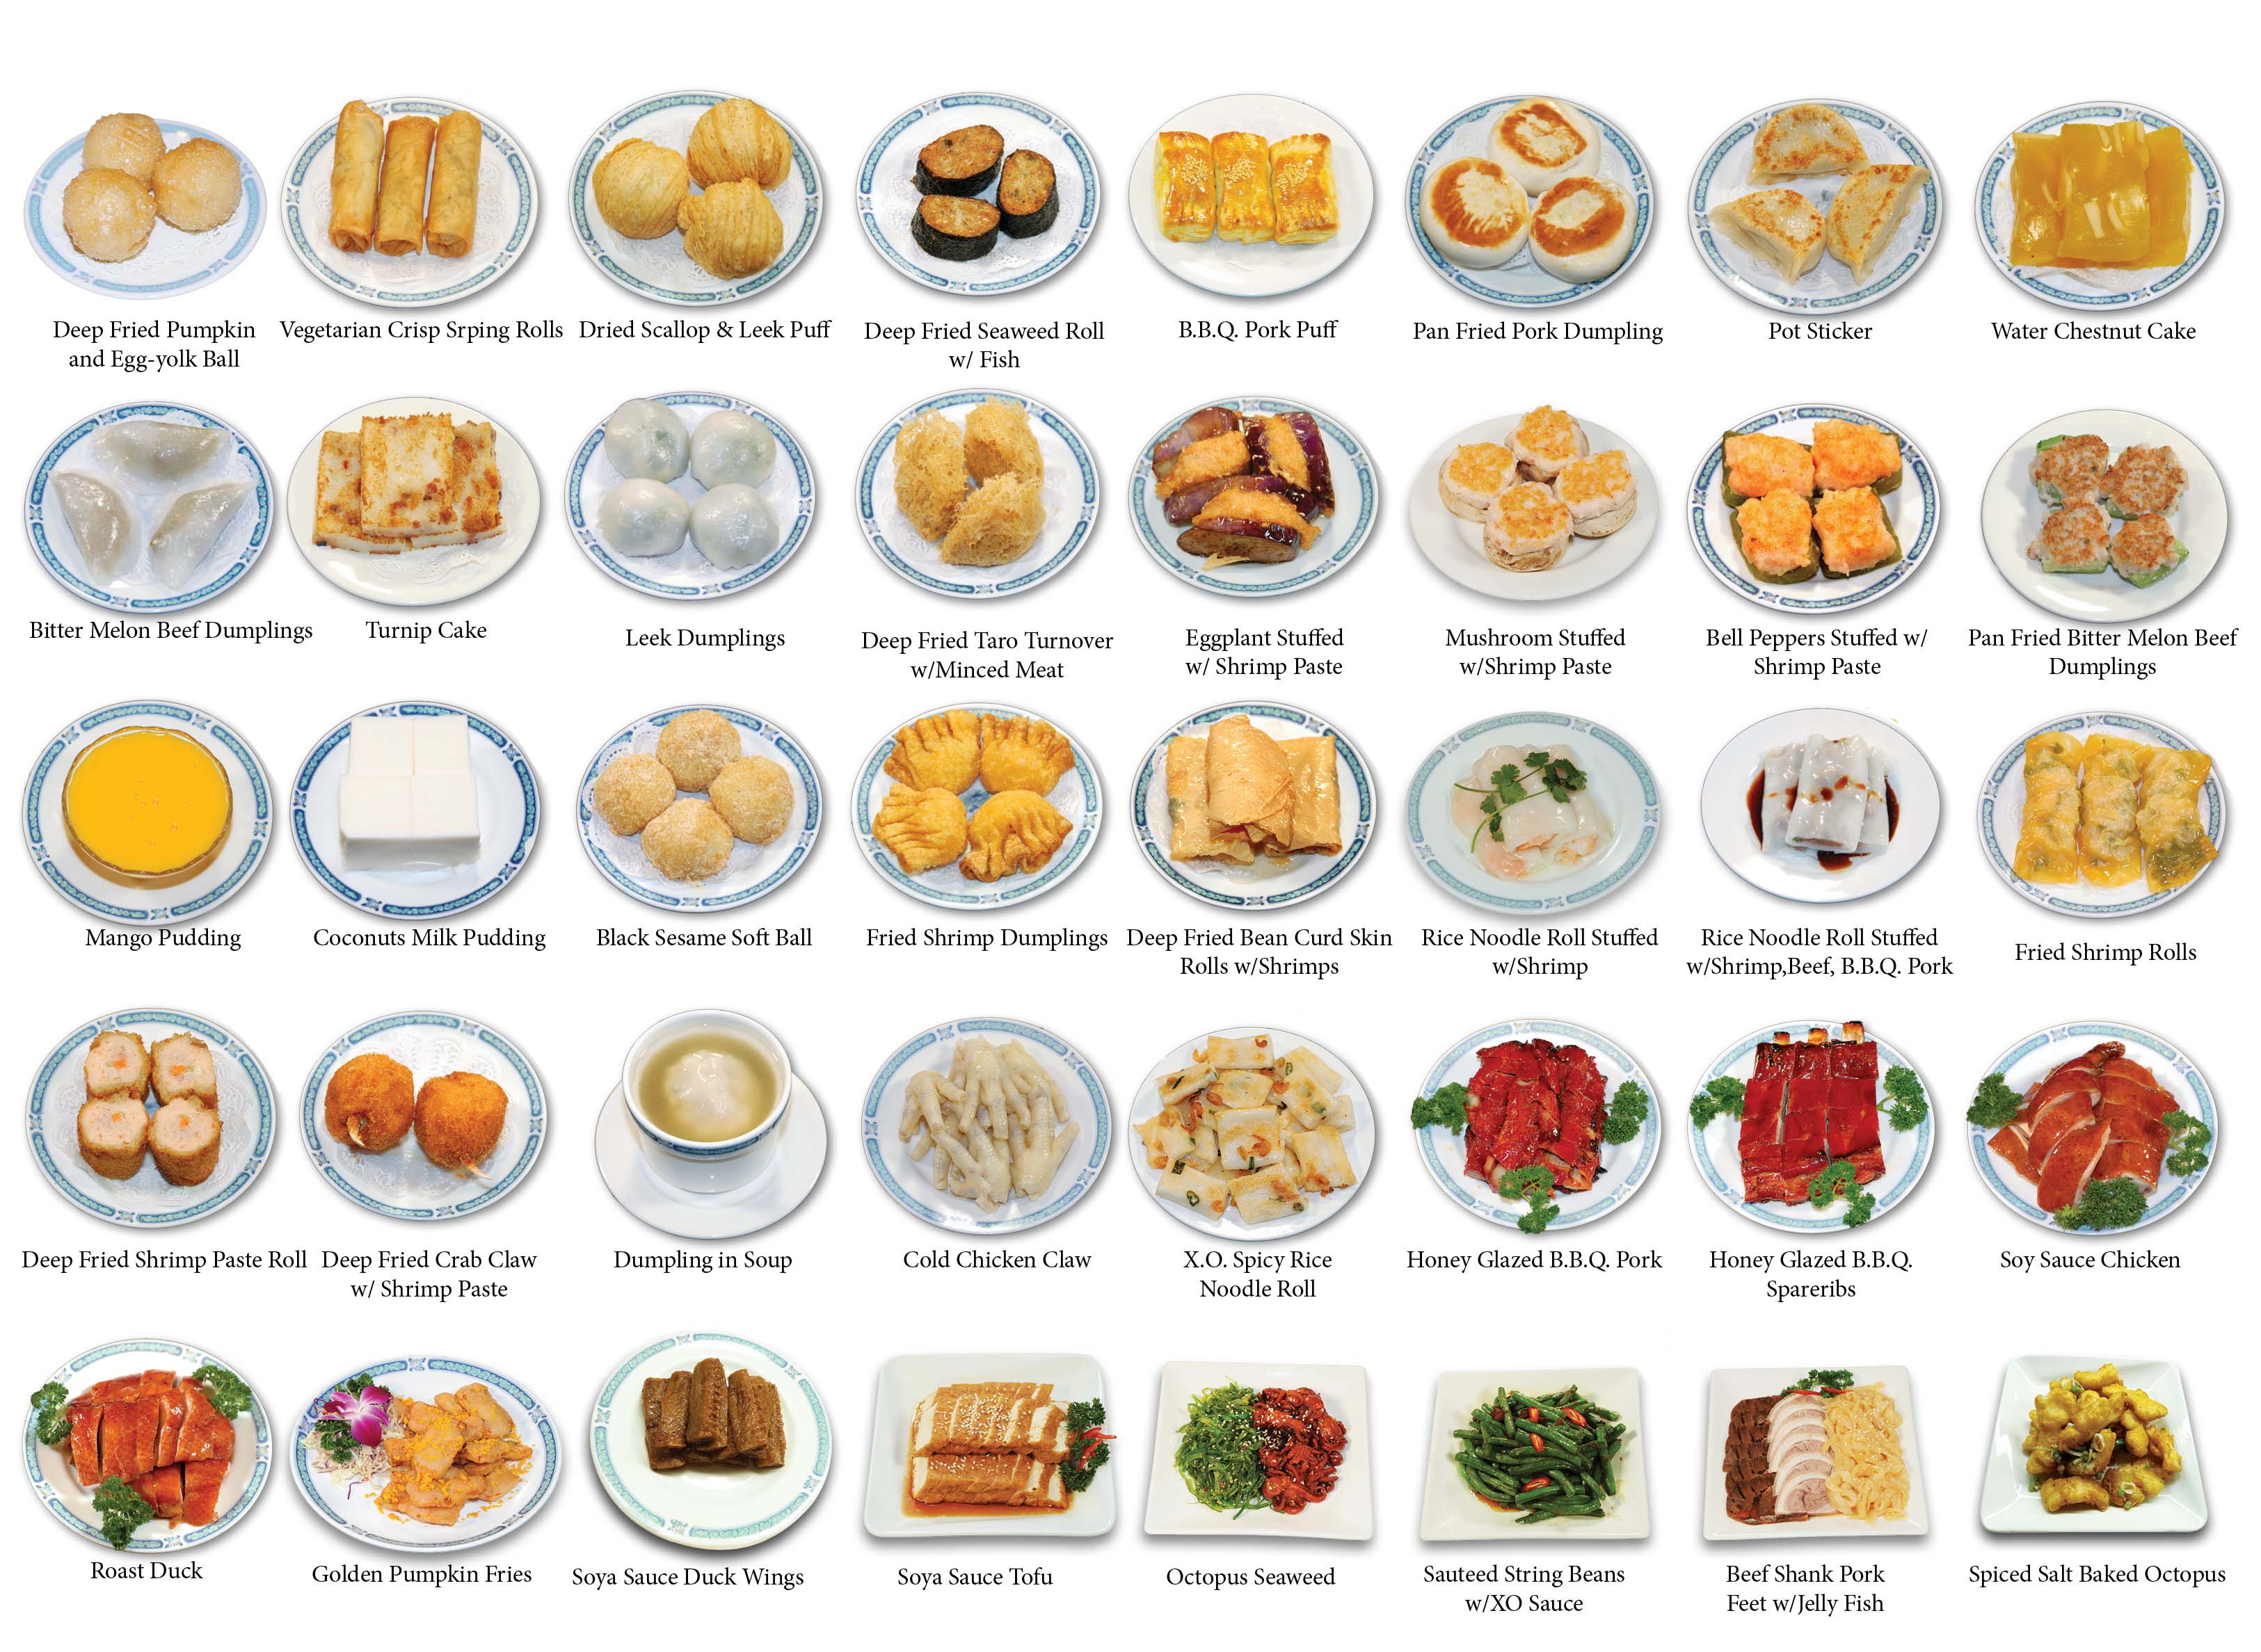 Deep Fried Pumpkin
and Egg-yolk Ball
Vegetarian Crisp Srping Rolls
Dried Scallop & Leek Puff
Deep Fried Seaweed Roll
w/ Fish
B.B.Q. Pork Puff
Pan Fried Pork Dumpling
Pot Sticker
Water Chestnut Cake
Bitter Melon Beef Dumplings
Turnip Cake
Leek Dumplings
Deep Fried Taro Turnover
w/Minced Meat
Eggplant Stuffed
w/ Shrimp Paste
Mushroom Stuffed
w/Shrimp Paste
Bell Peppers Stuffed w/
Shrimp Paste
Pan Fried Bitter Melon Beef
Dumplings
Mango Pudding
Coconuts Milk Pudding
Black Sesame Soft Ball
Fried Shrimp Dumplings
Deep Fried Bean Curd Skin
Rolls w/Shrimps
Rice Noodle Roll Stuffed
w/Shrimp
Rice Noodle Roll Stuffed
w/Shrimp,Beef, B.B.Q. Pork
Fried Shrimp Rolls
Deep Fried Shrimp Paste Roll
Deep Fried Crab Claw
w/ Shrimp Paste
Dumpling in Soup
Cold Chicken Claw
X.O. Spicy Rice
Noodle Roll
Honey Glazed B.B.Q. Pork
Honey Glazed B.B.Q.
Spareribs
Soy Sauce Chicken
Roast Duck
Golden Pumpkin Fries
Soya Sauce Duck Wings
Soya Sauce Tofu
Octopus Seaweed
Sauteed String Beans
w/XO Sauce
Beef Shank Pork
Feet w/Jelly Fish
Spiced Salt Baked Octopus